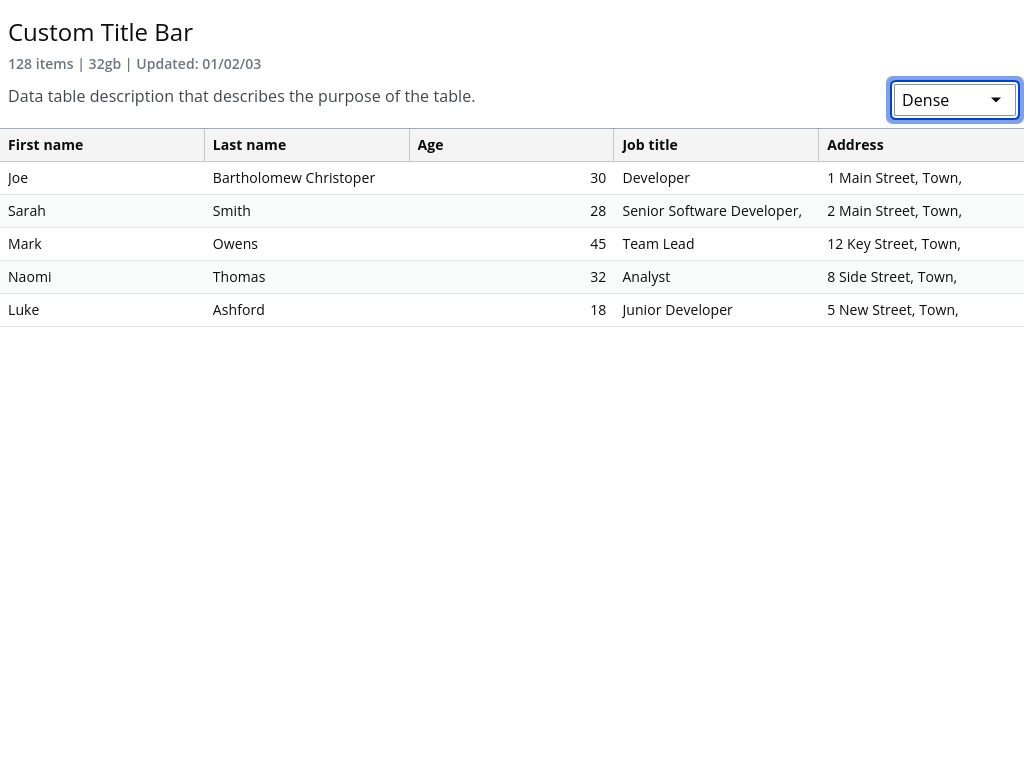 Custom Title Bar
128 items | 32gb | Updated: 01/02/03
Data table description that describes the purpose of the table.
Dense
First name Last name Age Job title Address
Joe Bartholomew Christoper 30 Developer 1 Main Street, Town,
Sarah Smith 28 Senior Software Developer, 2 Main Street, Town,
Mark Owens 45 Team Lead 12 Key Street, Town,
Naomi Thomas 32 Analyst 8 Side Street, Town,
Luke Ashford 18 Junior Developer 5 New Street, Town,